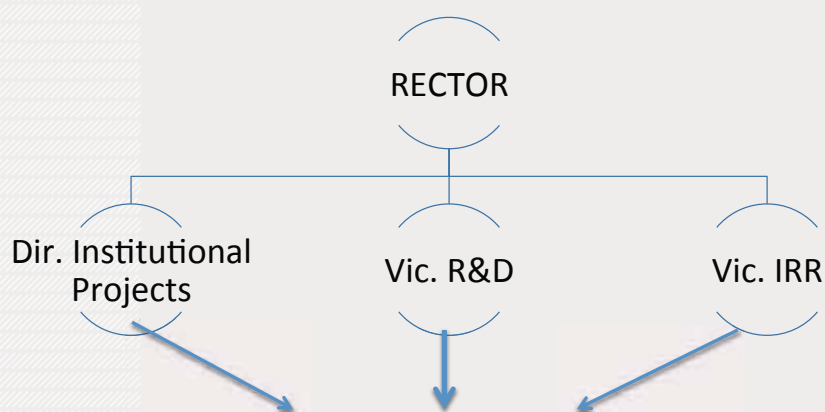 RECTOR
Dir. Institutional
Projects
Vic. R&D
Vic. IRR